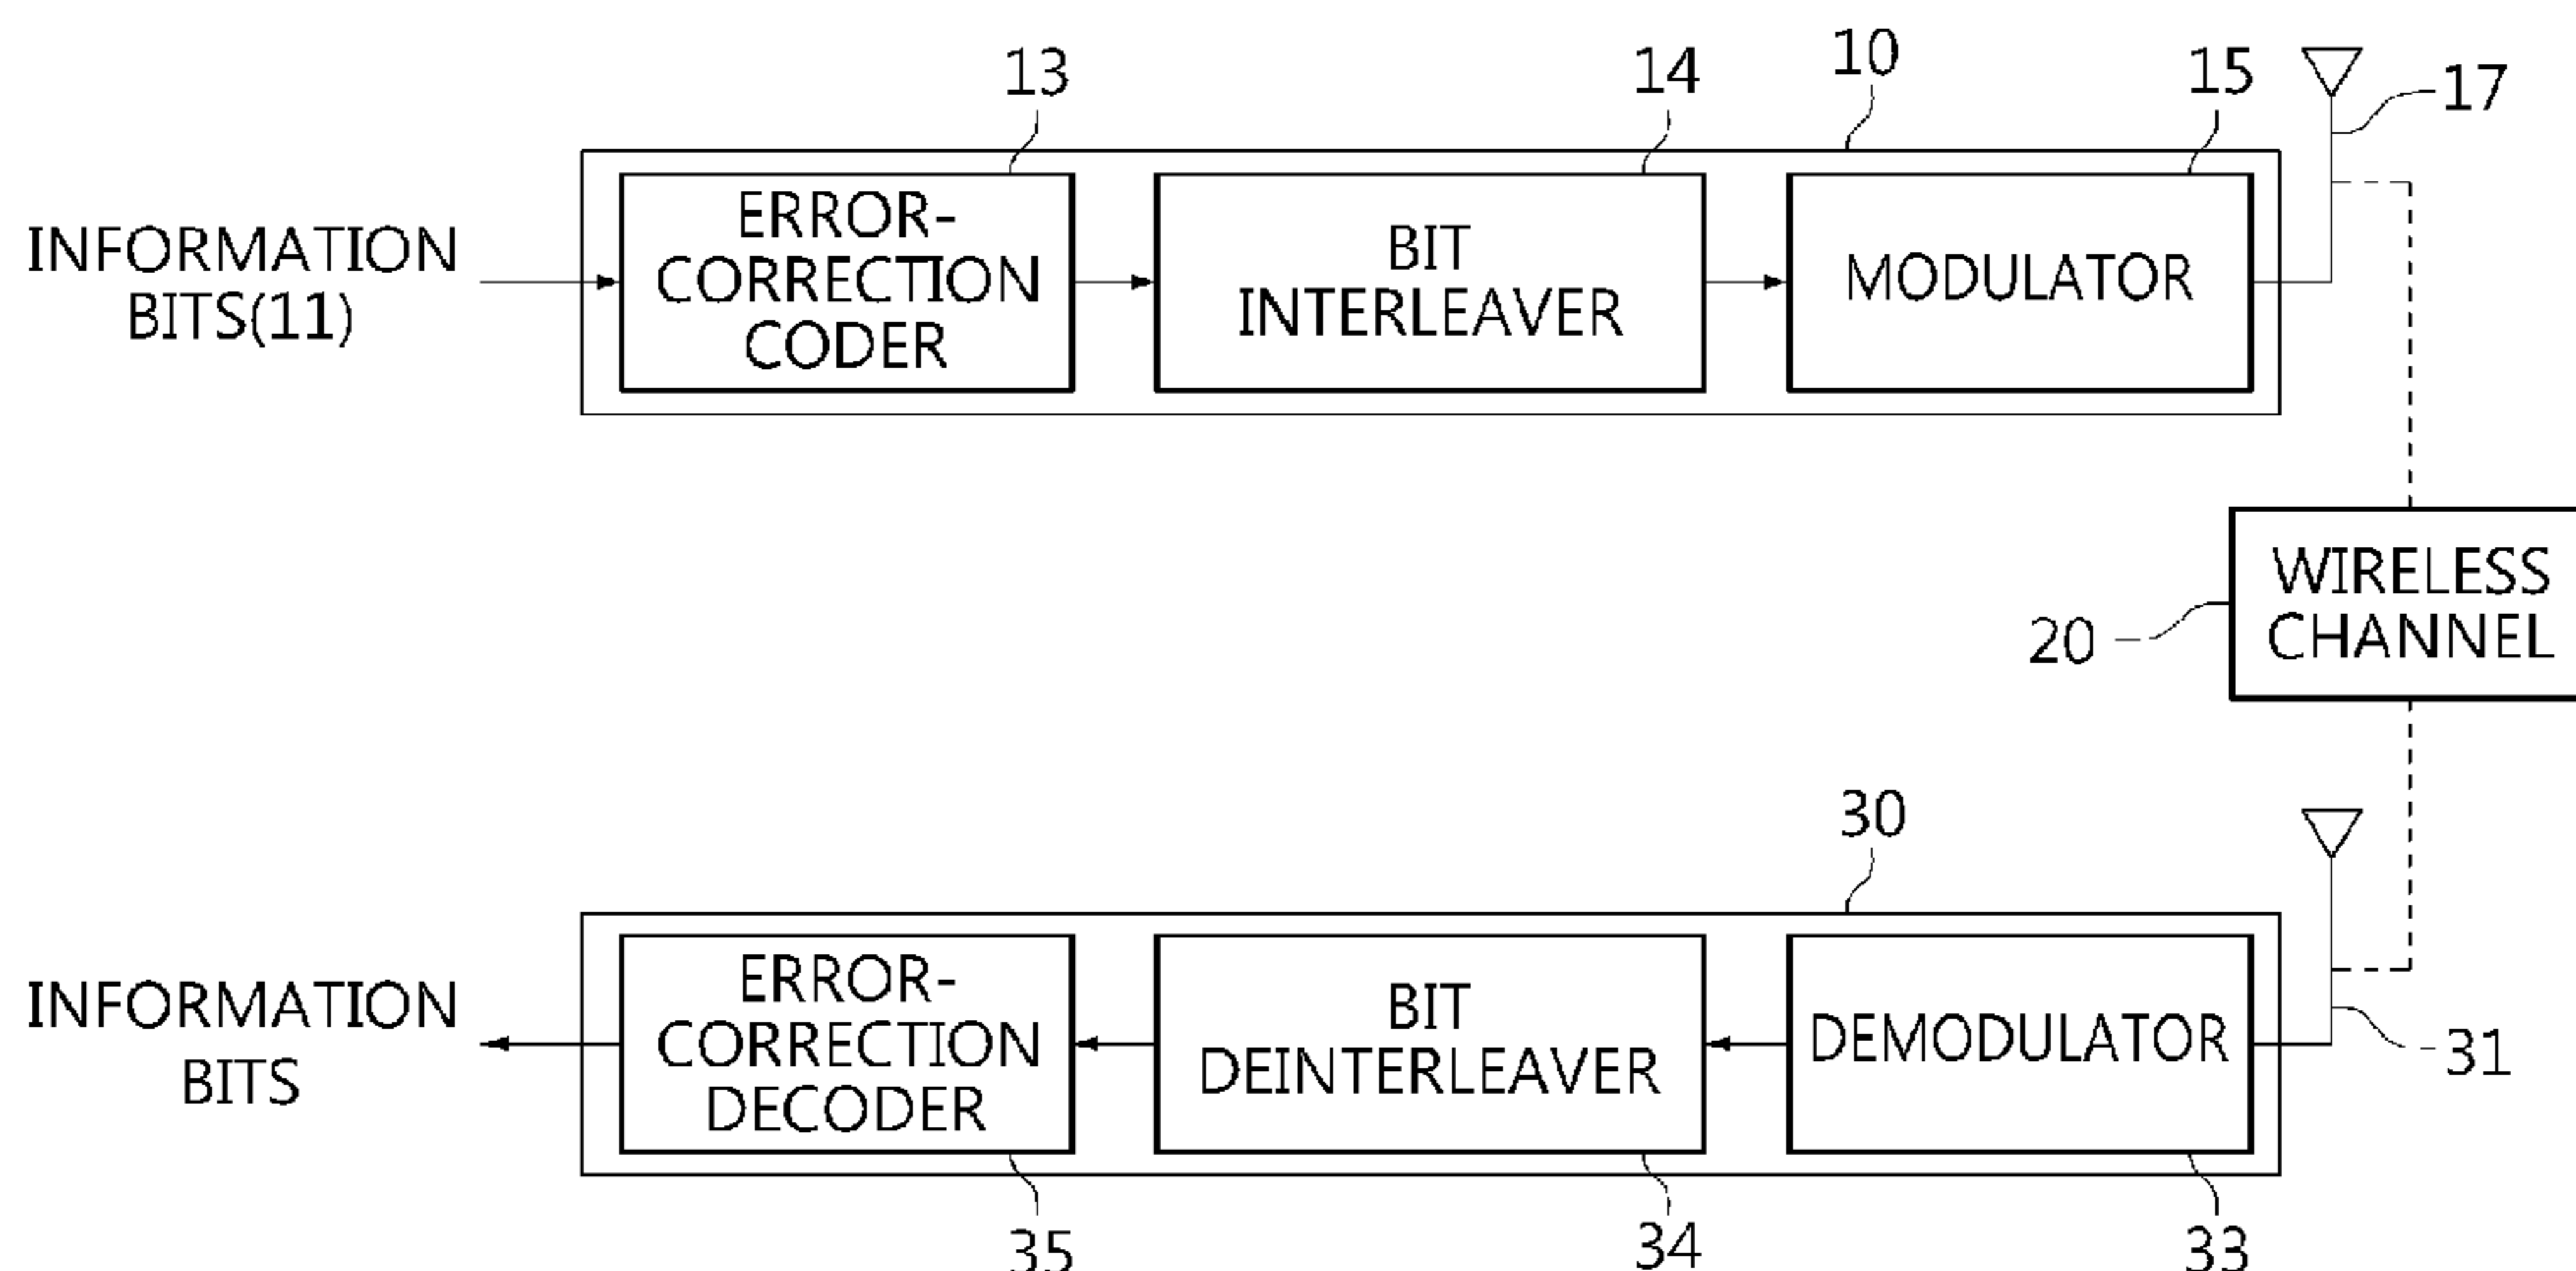 10
13
14
15
17
INFORMATION
BITS(11)
ERROR-
CORRECTION
CODER
BIT
INTERLEAVER
MODULATOR
WIRELESS
CHANNEL
20
30
INFORMATION
BITS
ERROR-
CORRECTION
DECODER
BIT
DEINTERLEAVER
DEMODULATOR
31
35
34
33